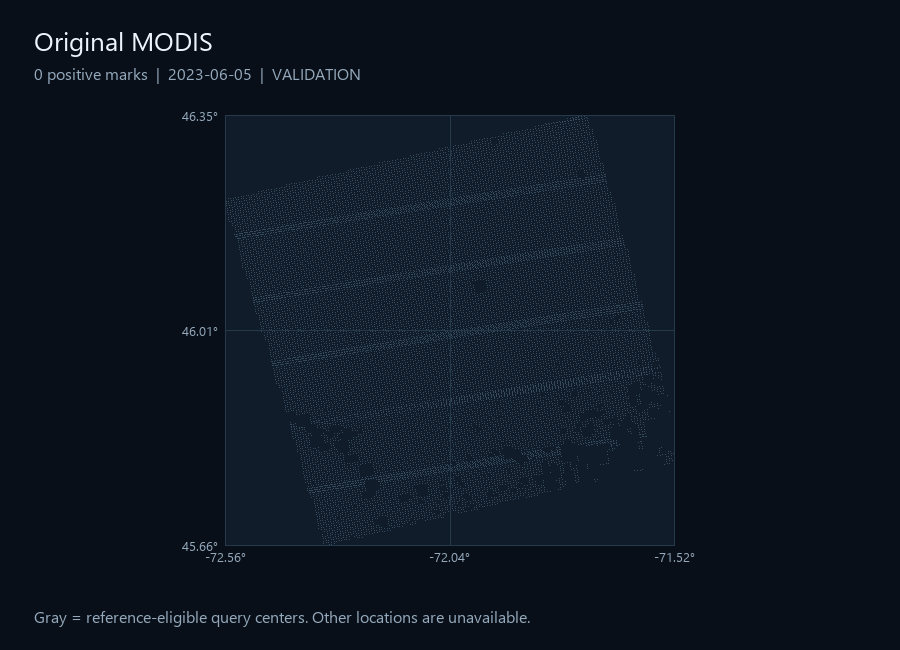 Original MODIS
0 positive marks | 2023-06-05 | VALIDATION
46.35°
46.01°
45.66°
-72.56°
-72.04°
-71.52°
Gray = reference-eligible query centers. Other locations are unavailable.